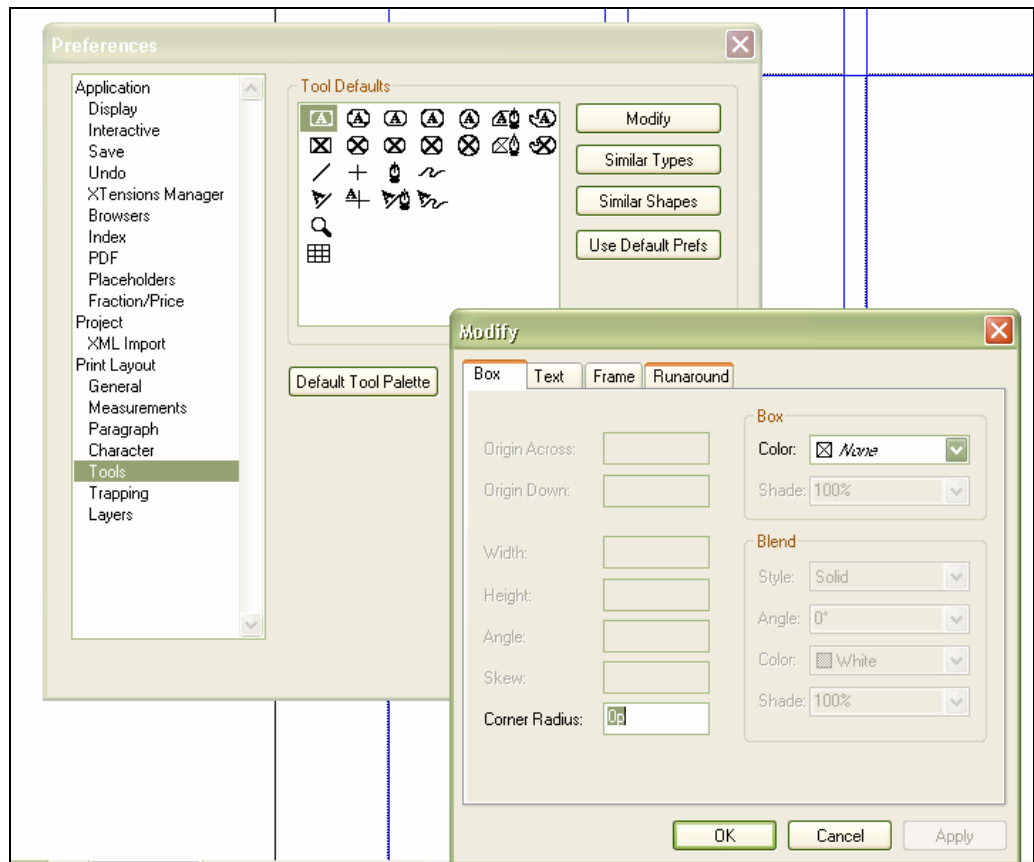 Preferences
Application
Display
Interactive
Save
Undo
XTensions Manager
Browsers
Index
PDF
Placeholders
Fraction/Price
Project
XML Import
Print Layout
General
Measurements
Paragraph
Character
Tools
Trapping
Layers
Tool Defaults
Modify
Similar Types
Similar Shapes
Use Default Prefs
Default Tool Palette
Modify
Box Text Frame Runaround
Origin Across:
Origin Down:
Width:
Height:
Angle:
Skew:
Corner Radius: 0p
Box
Color: None
Shade: 100%
Blend
Style: Solid
Angle: 0°
Color: White
Shade: 100%
OK Cancel Apply